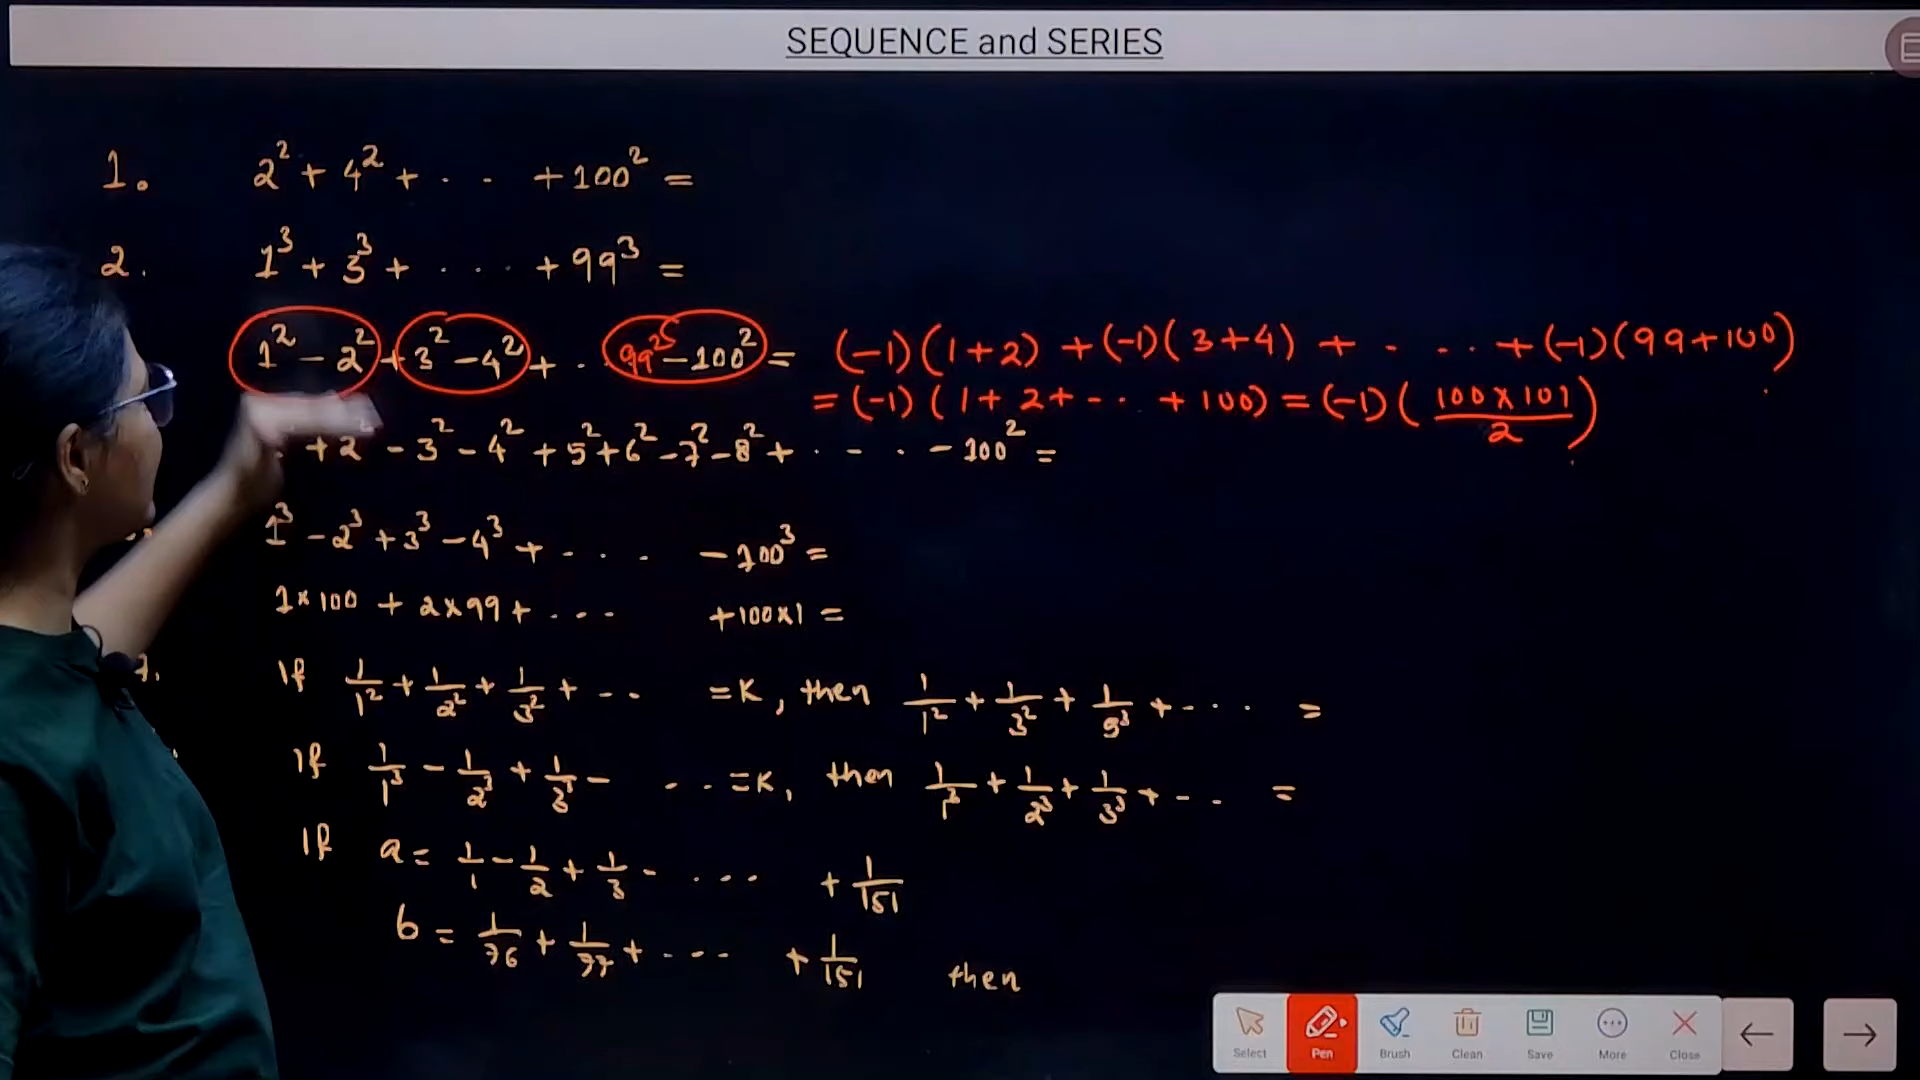 SEQUENCE and SERIES
1. 2² + 4² + · · · + 100² =
2. 1³ + 3³ + · · · · + 99³ =
1² - 2² + 3² - 4² + · · 99² - 100² = (-1)(1+2) + (-1)(3+4) + · · · · + (-1)(99+100)
= (-1)(1+2+ - · · + 100) = (-1)(100×101/2)
+ 2² - 3² - 4² + 5² + 6² - 7² - 8² + · - - · - 100² =
1³ - 2³ + 3³ - 4³ + · · · · - 100³ =
1×100 + 2×99 + · · · + 100×1 =
7. If 1/1² + 1/2² + 1/3² + · · · = K, then 1/1² + 1/3² + 1/5³ + · · · · =
If 1/1³ - 1/2³ + 1/3³ - · · · = K, then 1/1³ + 1/2³ + 1/3³ + - · · =
If a = 1/1 - 1/2 + 1/3 - · · · · + 1/151
b = 1/76 + 1/77 + · · · · + 1/151 then
Select Pen Brush Clean Save More Close